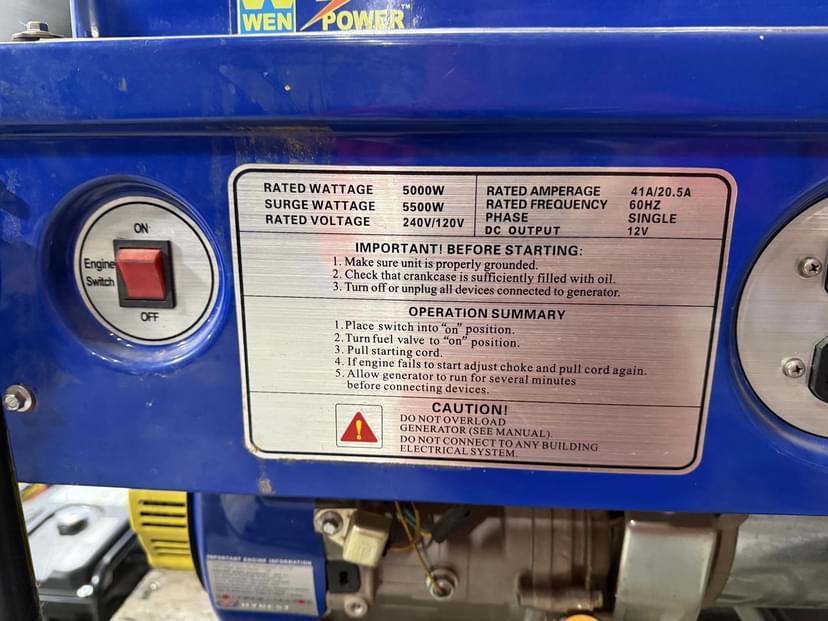 WEN
POWER™
ON
Engine
Switch
OFF
RATED WATTAGE 5000W
SURGE WATTAGE 5500W
RATED VOLTAGE 240V/120V
RATED AMPERAGE 41A/20.5A
RATED FREQUENCY 60HZ
PHASE SINGLE
DC OUTPUT 12V
IMPORTANT! BEFORE STARTING:
1. Make sure unit is properly grounded.
2. Check that crankcase is sufficiently filled with oil.
3. Turn off or unplug all devices connected to generator.
OPERATION SUMMARY
1. Place switch into "on" position.
2. Turn fuel valve to "on" position.
3. Pull starting cord.
4. If engine fails to start adjust choke and pull cord again.
5. Allow generator to run for several minutes
before connecting devices.
CAUTION!
DO NOT OVERLOAD
GENERATOR (SEE MANUAL).
DO NOT CONNECT TO ANY BUILDING
ELECTRICAL SYSTEM.
IMPORTANT ENGINE INFORMATION